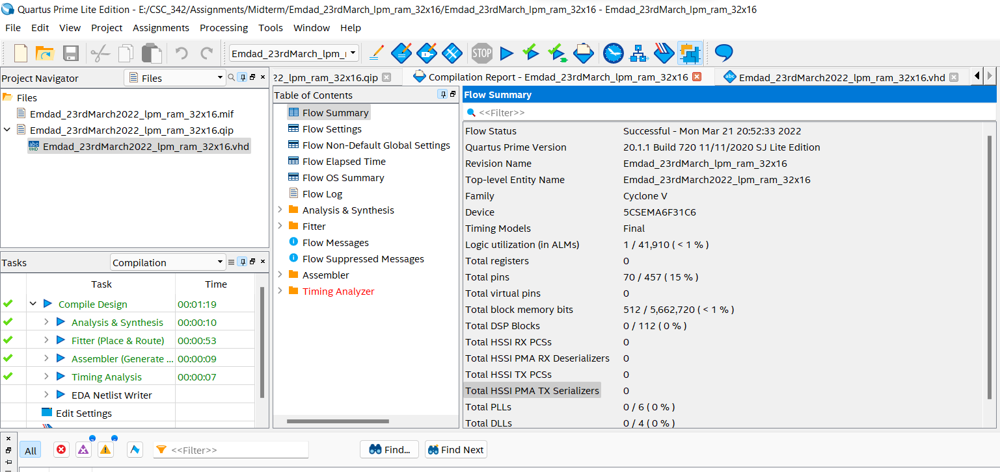 Quartus Prime Lite Edition - E:/CSC_342/Assignments/Midterm/Emdad_23rdMarch_lpm_ram_32x16/Emdad_23rdMarch_lpm_ram_32x16 - Emdad_23rdMarch_lpm_ram_32x16
File Edit View Project Assignments Processing Tools Window Help
Emdad_23rdMarch_lpm_
STOP
Project Navigator
Files
Files
Emdad_23rdMarch2022_lpm_ram_32x16.mif
Emdad_23rdMarch2022_lpm_ram_32x16.qip
abc
VHD
Emdad_23rdMarch2022_lpm_ram_32x16.vhd
Tasks
Compilation
Task Time
Compile Design 00:01:19
Analysis & Synthesis 00:00:10
Fitter (Place & Route) 00:00:53
Assembler (Generate ... 00:00:09
Timing Analysis 00:00:07
EDA Netlist Writer
Edit Settings
22_lpm_ram_32x16.qip
Compilation Report - Emdad_23rdMarch_lpm_ram_32x16
abc
Emdad_23rdMarch2022_lpm_ram_32x16.vhd
Table of Contents
Flow Summary
Flow Settings
Flow Non-Default Global Settings
Flow Elapsed Time
Flow OS Summary
Flow Log
Analysis & Synthesis
Fitter
Flow Messages
Flow Suppressed Messages
Assembler
Timing Analyzer
Flow Summary
<<Filter>>
Flow Status Successful - Mon Mar 21 20:52:33 2022
Quartus Prime Version 20.1.1 Build 720 11/11/2020 SJ Lite Edition
Revision Name Emdad_23rdMarch_lpm_ram_32x16
Top-level Entity Name Emdad_23rdMarch2022_lpm_ram_32x16
Family Cyclone V
Device 5CSEMA6F31C6
Timing Models Final
Logic utilization (in ALMs) 1 / 41,910 ( < 1 % )
Total registers 0
Total pins 70 / 457 ( 15 % )
Total virtual pins 0
Total block memory bits 512 / 5,662,720 ( < 1 % )
Total DSP Blocks 0 / 112 ( 0 % )
Total HSSI RX PCSs 0
Total HSSI PMA RX Deserializers 0
Total HSSI TX PCSs 0
Total HSSI PMA TX Serializers 0
Total PLLs 0 / 6 ( 0 % )
Total DLLs 0 / 4 ( 0 % )
All
<<Filter>>
Find...
Find Next